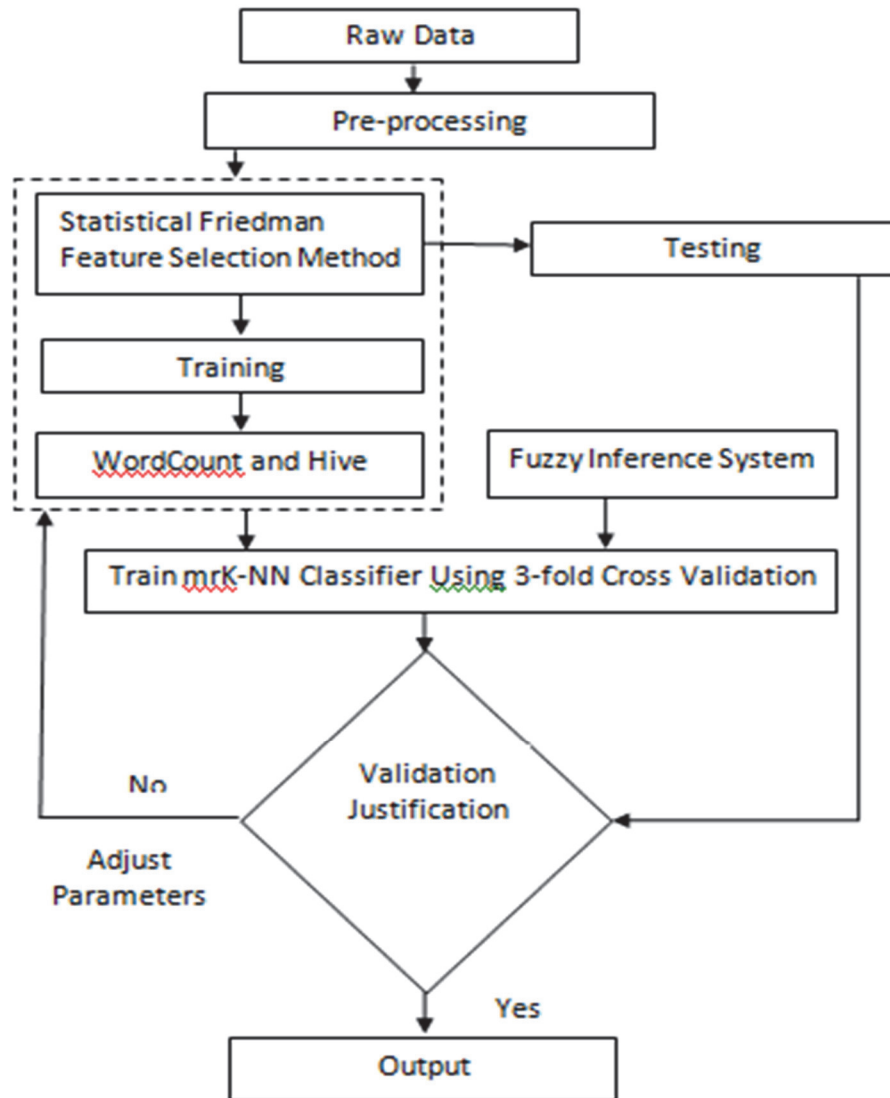 Raw Data
Pre-processing
Statistical Friedman
Feature Selection Method
Testing
Training
WordCount and Hive
Fuzzy Inference System
Train mrK-NN Classifier Using 3-fold Cross Validation
Validation
Justification
No
Adjust
Parameters
Yes
Output